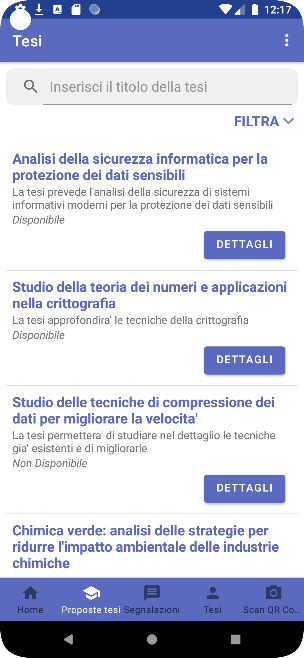 12:17
Tesi
Inserisci il titolo della tesi
FILTRA
Analisi della sicurezza informatica per la
protezione dei dati sensibili
La tesi prevede l'analisi della sicurezza di sistemi
informativi moderni per la protezione dei dati sensibili
Disponibile
DETTAGLI
Studio della teoria dei numeri e applicazioni
nella crittografia
La tesi approfondira' le tecniche della crittografia
Disponibile
DETTAGLI
Studio delle tecniche di compressione dei
dati per migliorare la velocita'
La tesi permettera' di studiare nel dettaglio le tecniche
gia' esistenti e di migliorarle
Non Disponibile
DETTAGLI
Chimica verde: analisi delle strategie per
ridurre l'impatto ambientale delle industrie
chimiche
Home Proposte tesi Segnalazioni Tesi Scan QR Co...